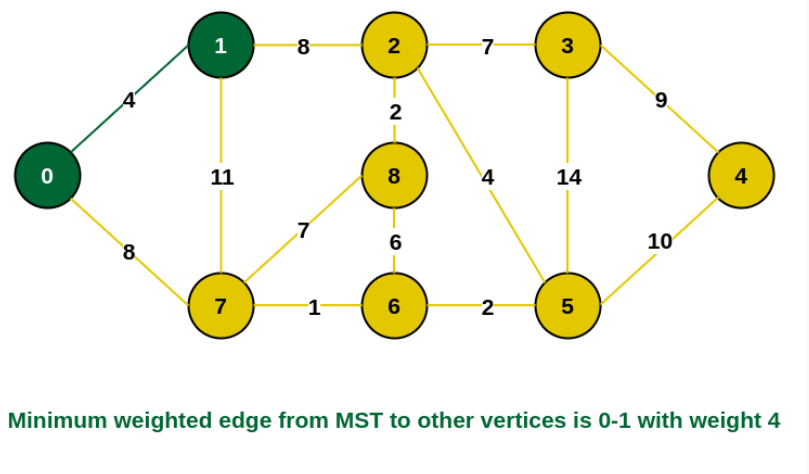 1 8 2 7 3
4 9
2
0 11 8 4 14 4
7
8 6 10
7 1 6 2 5
Minimum weighted edge from MST to other vertices is 0-1 with weight 4